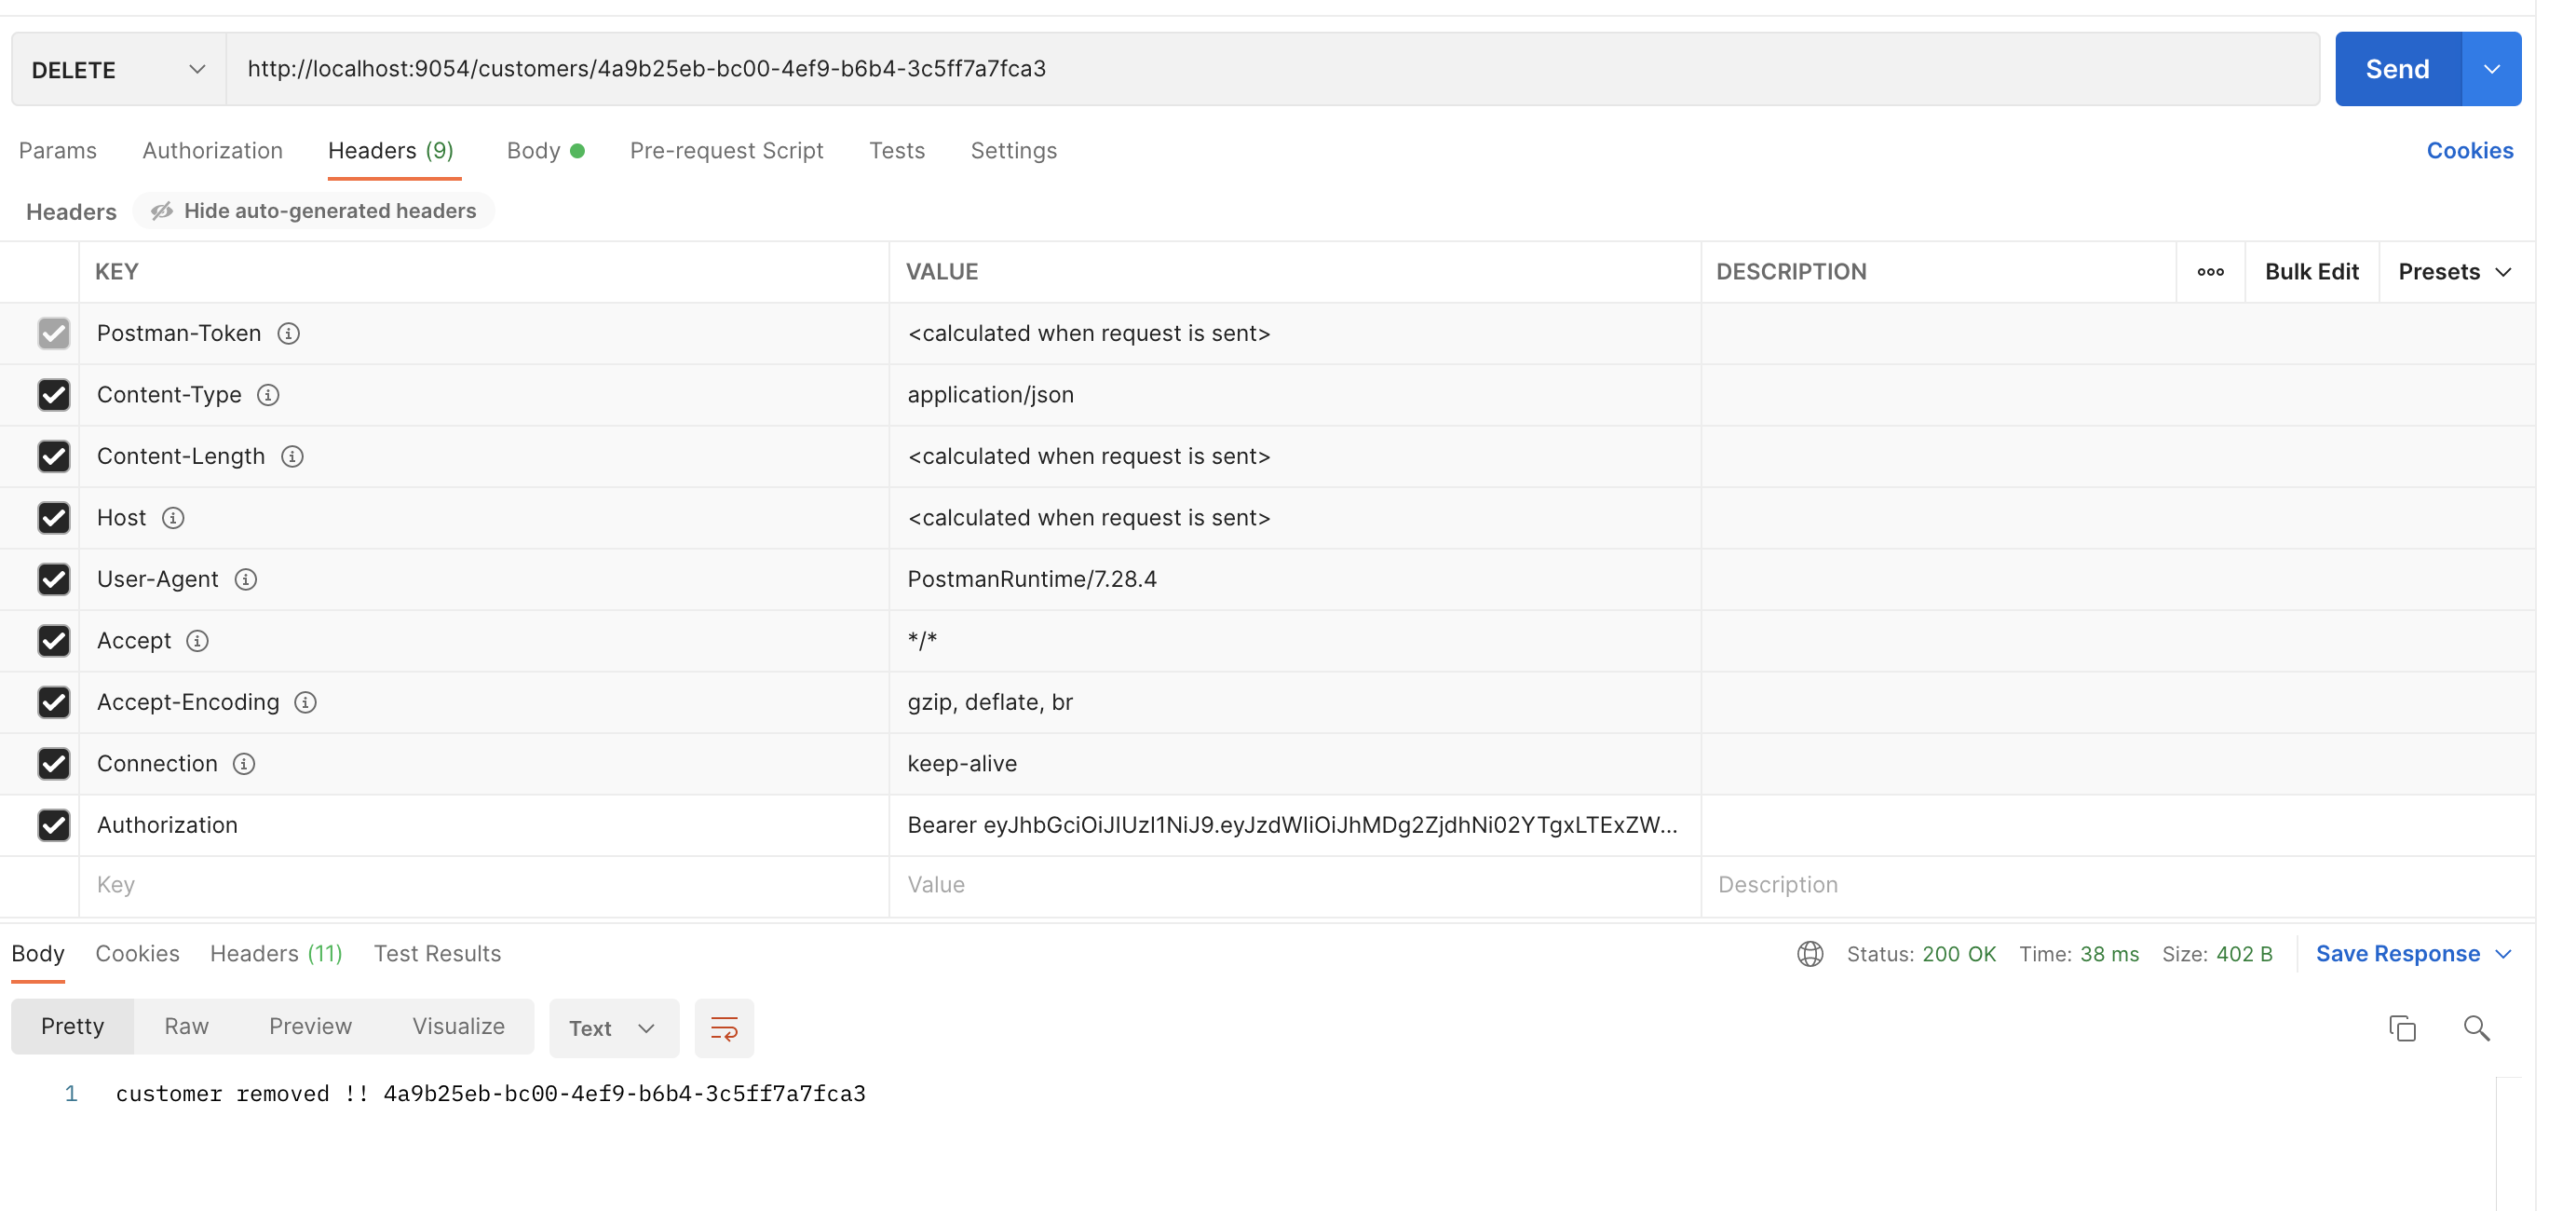 DELETE http://localhost:9054/customers/4a9b25eb-bc00-4ef9-b6b4-3c5ff7a7fca3 Send
Params Authorization Headers (9) Body Pre-request Script Tests Settings Cookies
Headers Hide auto-generated headers
KEY VALUE DESCRIPTION ooo Bulk Edit Presets
Postman-Token <calculated when request is sent>
Content-Type application/json
Content-Length <calculated when request is sent>
Host <calculated when request is sent>
User-Agent PostmanRuntime/7.28.4
Accept */*
Accept-Encoding gzip, deflate, br
Connection keep-alive
Authorization Bearer eyJhbGciOiJIUzI1NiJ9.eyJzdWIiOiJhMDg2ZjdhNi02YTgxLTExZW...
Key Value Description
Body Cookies Headers (11) Test Results Status: 200 OK Time: 38 ms Size: 402 B Save Response
Pretty Raw Preview Visualize Text
1 customer removed !! 4a9b25eb-bc00-4ef9-b6b4-3c5ff7a7fca3